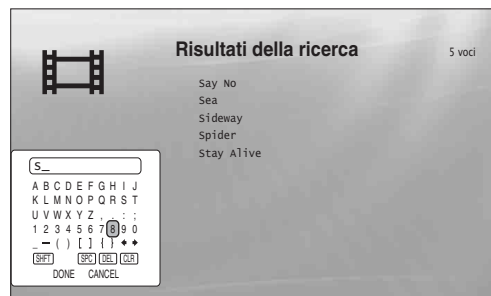 Risultati della ricerca
5 voci
Say No
Sea
Sideway
Spider
Stay Alive
S_
A B C D E F G H I J
K L M N O P Q R S T
U V W X Y Z , . : ;
1 2 3 4 5 6 7 8 9 0
_ – ( ) [ ] { }
SHFT SPC DEL CLR
DONE CANCEL